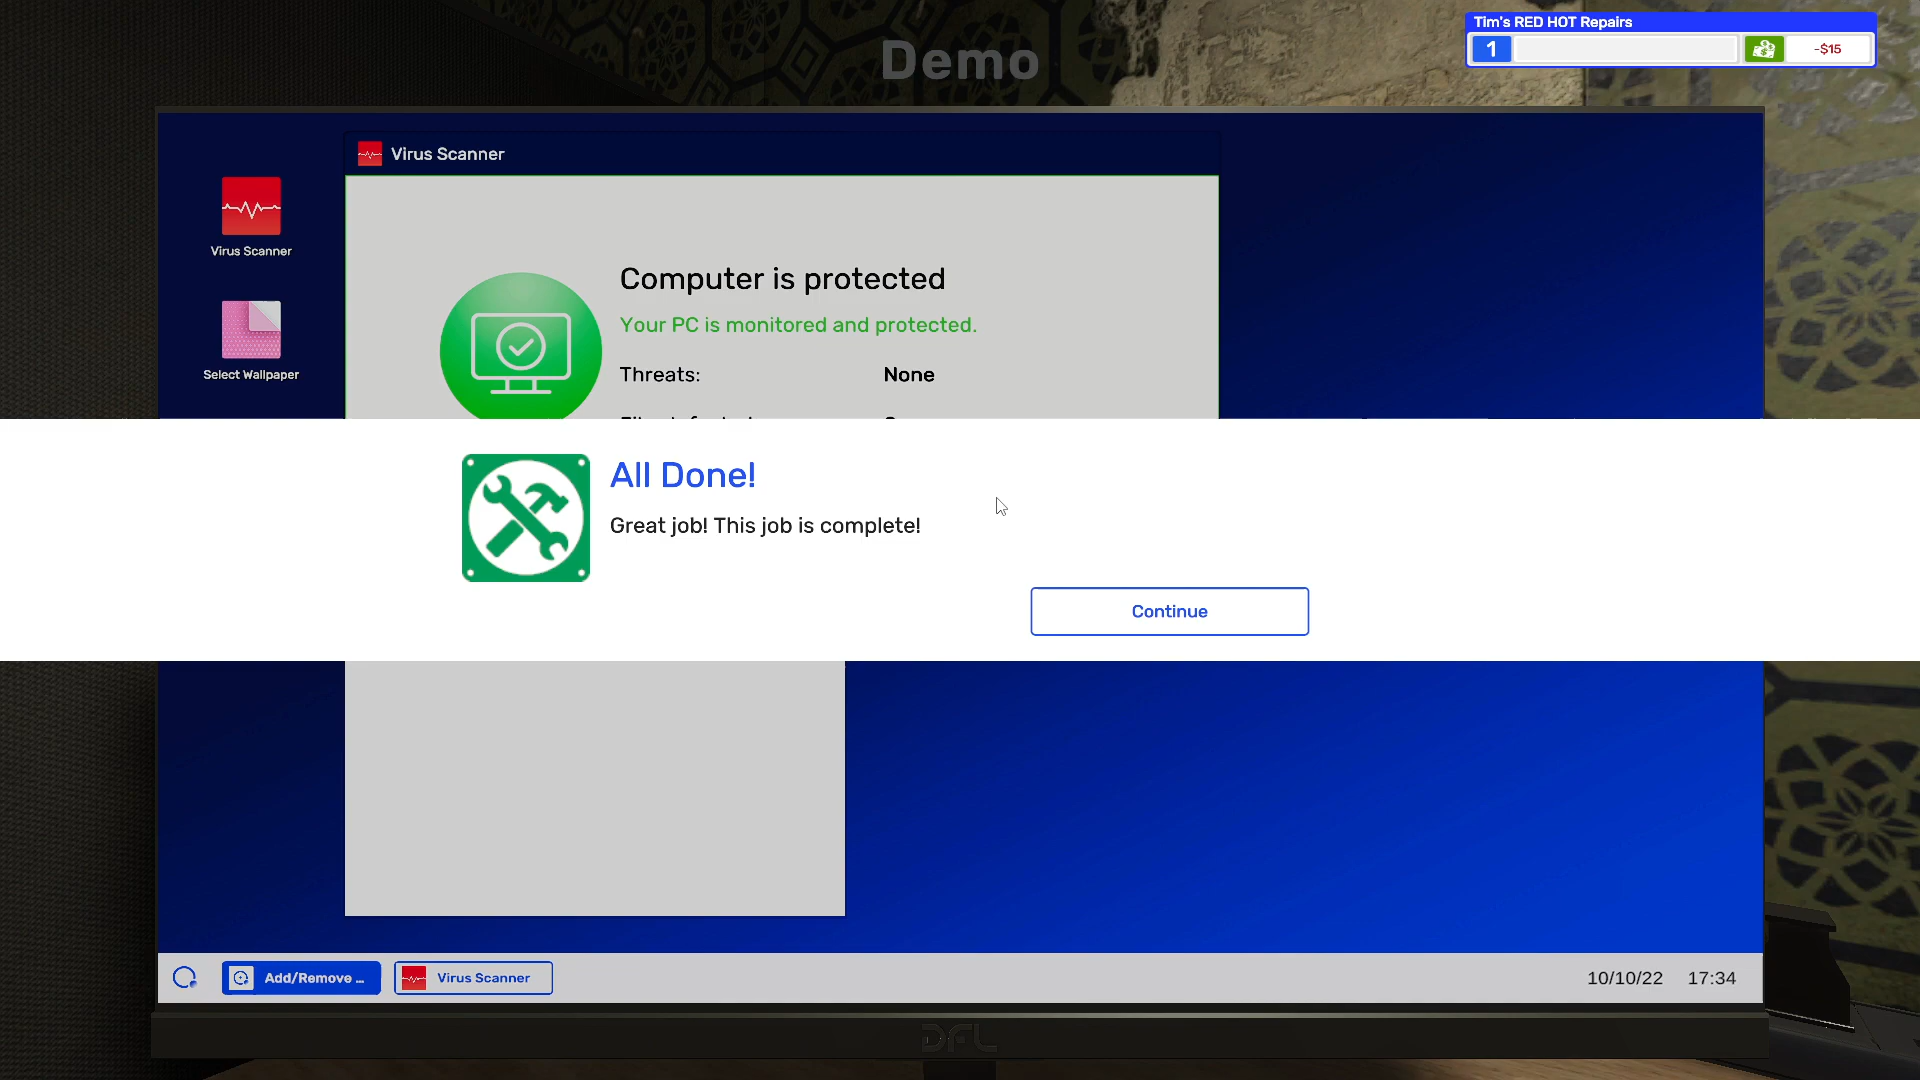 Demo
Tim's RED HOT Repairs
1
-$15
Virus Scanner
Virus Scanner
Select Wallpaper
Computer is protected
Your PC is monitored and protected.
Threats: None
All Done!
Great job! This job is complete!
Continue
Add/Remove ...
Virus Scanner
10/10/22 17:34
DFL